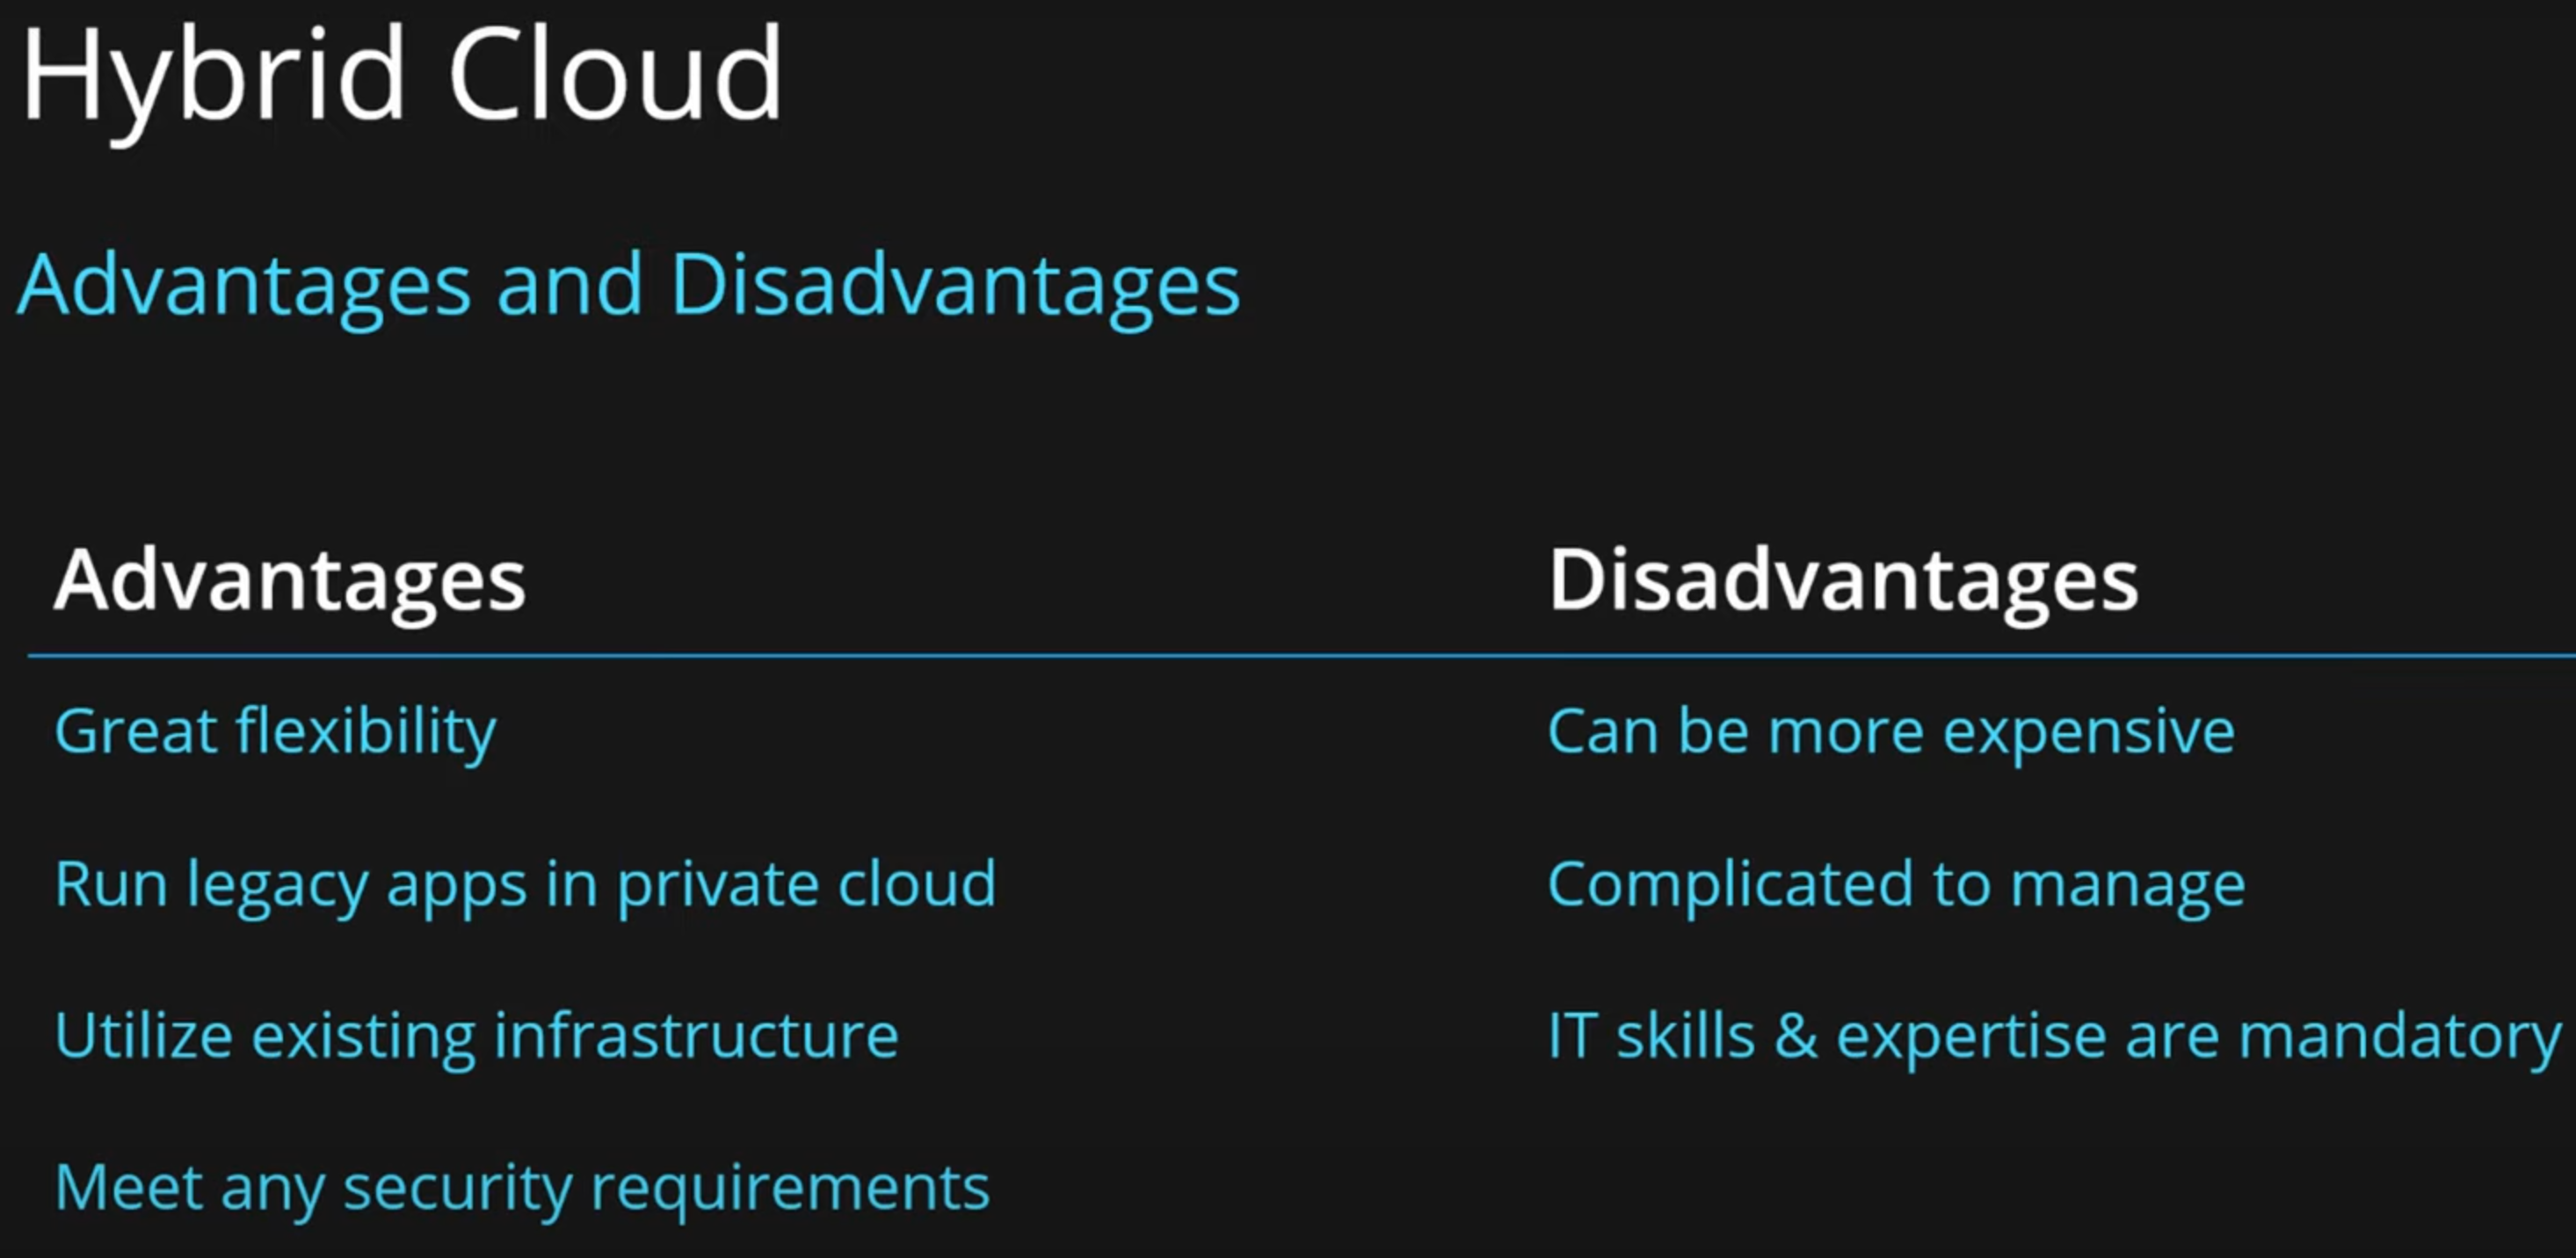 Hybrid Cloud
Advantages and Disadvantages
Advantages Disadvantages
Great flexibility Can be more expensive
Run legacy apps in private cloud Complicated to manage
Utilize existing infrastructure IT skills & expertise are mandatory
Meet any security requirements